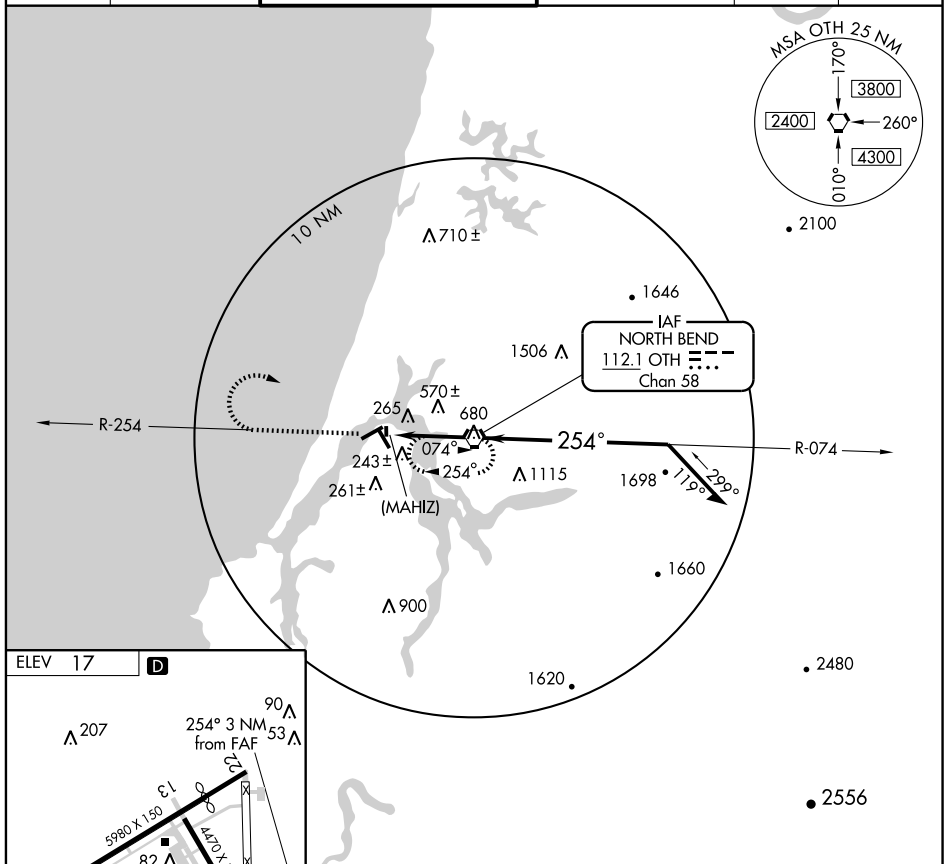 MSA OTH 25 NM
170°
3800
2400
260°
4300
010°
2100
10 NM
710 ±
1646
IAF
NORTH BEND
112.1 OTH
Chan 58
1506
570 ±
265
680
R-254
254°
R-074
074°
243 ±
254°
1115
1698
299°
119°
261 ±
(MAHIZ)
1660
900
ELEV 17
D
2480
1620
90
207
254° 3 NM
from FAF
53
22
13
X
5980 X 150
4470 X
2556
82
X